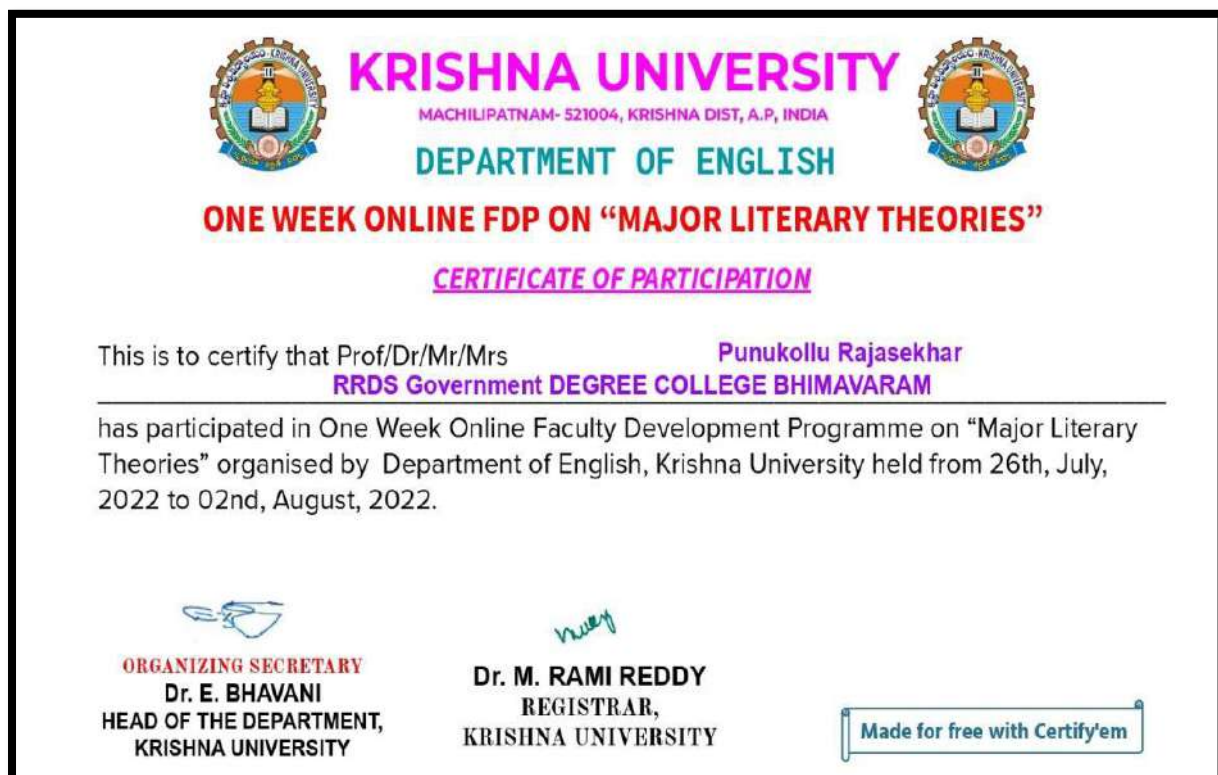 KRISHNA UNIVERSITY
MACHILIPATNAM- 521004, KRISHNA DIST, A.P, INDIA
DEPARTMENT OF ENGLISH
ONE WEEK ONLINE FDP ON “MAJOR LITERARY THEORIES”
CERTIFICATE OF PARTICIPATION
This is to certify that Prof/Dr/Mr/Mrs Punukollu Rajasekhar
RRDS Government DEGREE COLLEGE BHIMAVARAM
has participated in One Week Online Faculty Development Programme on “Major Literary
Theories” organised by Department of English, Krishna University held from 26th, July,
2022 to 02nd, August, 2022.
ORGANIZING SECRETARY
Dr. E. BHAVANI
HEAD OF THE DEPARTMENT,
KRISHNA UNIVERSITY
Dr. M. RAMI REDDY
REGISTRAR,
KRISHNA UNIVERSITY
Made for free with Certify'em